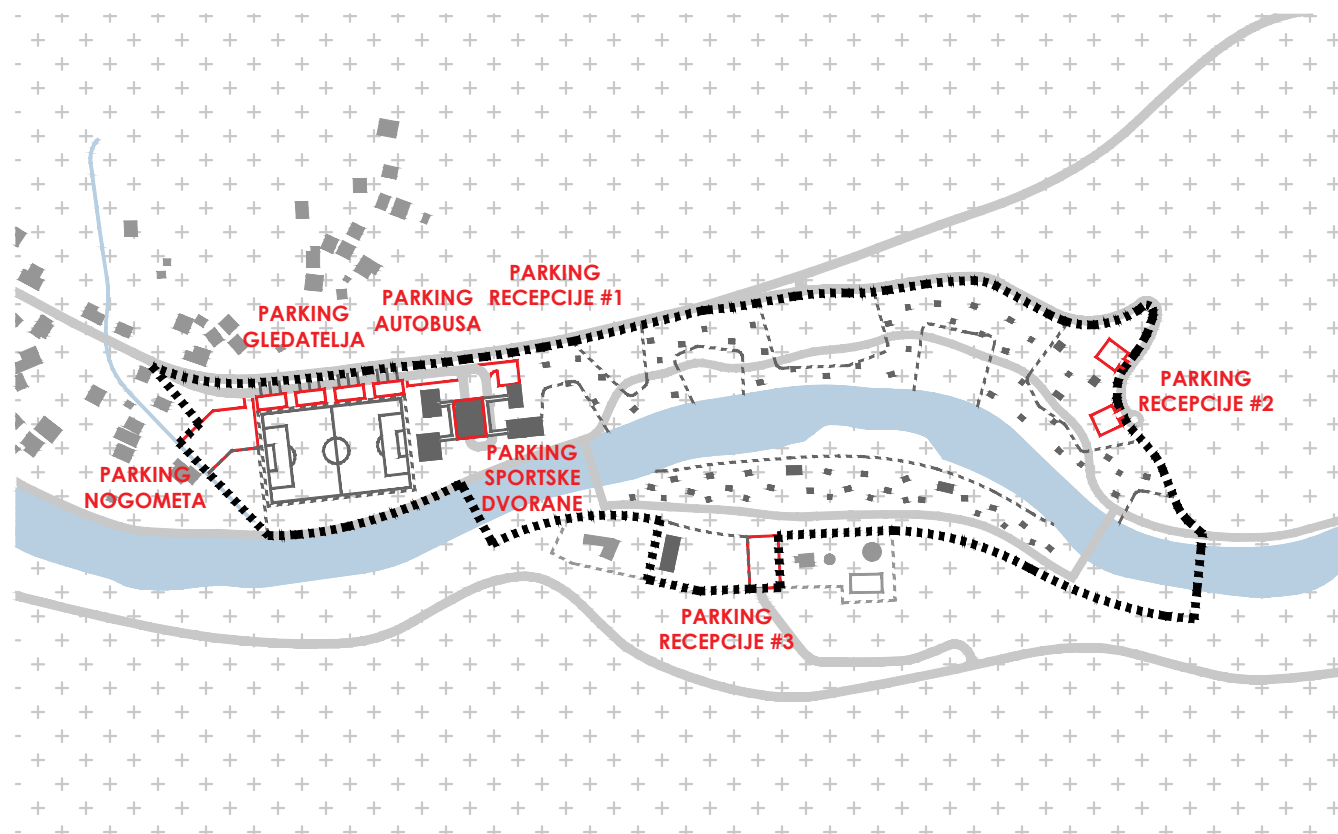 PARKING
RECEPCIJE #1
PARKING
AUTOBUSA
PARKING
GLEDATELJA
PARKING
RECEPCIJE #2
PARKING
SPORTSKE
DVORANE
PARKING
NOGOMETA
PARKING
RECEPCIJE #3